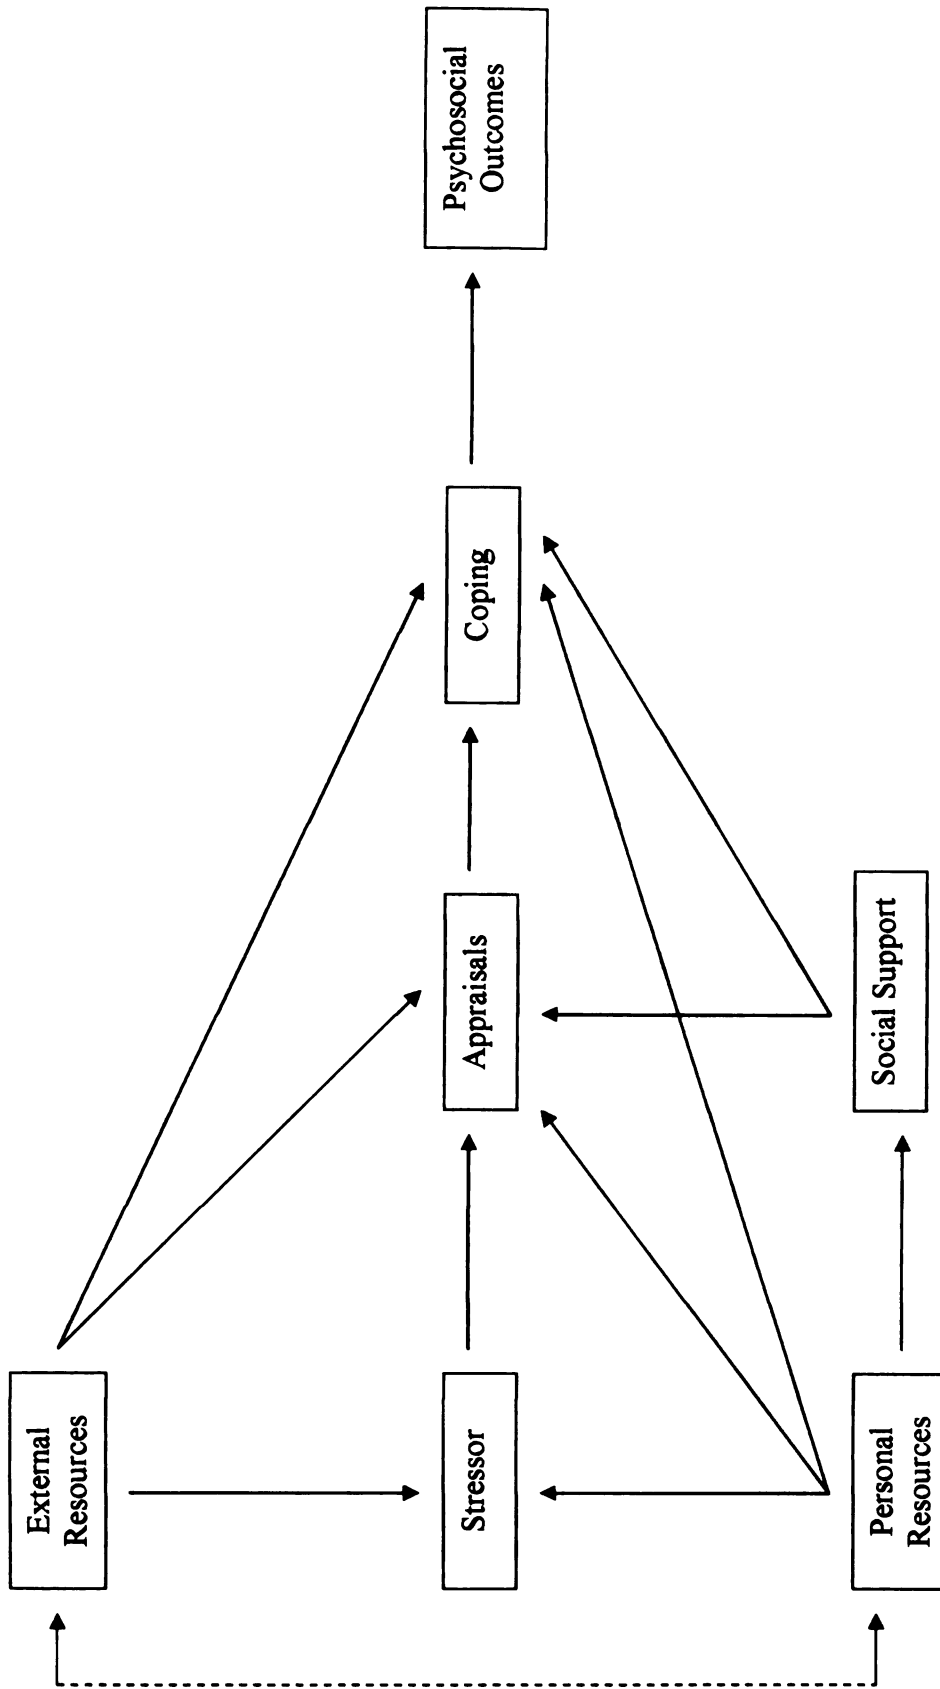 External
Resources
Stressor
Personal
Resources
Appraisals
Social Support
Coping
Psychosocial
Outcomes